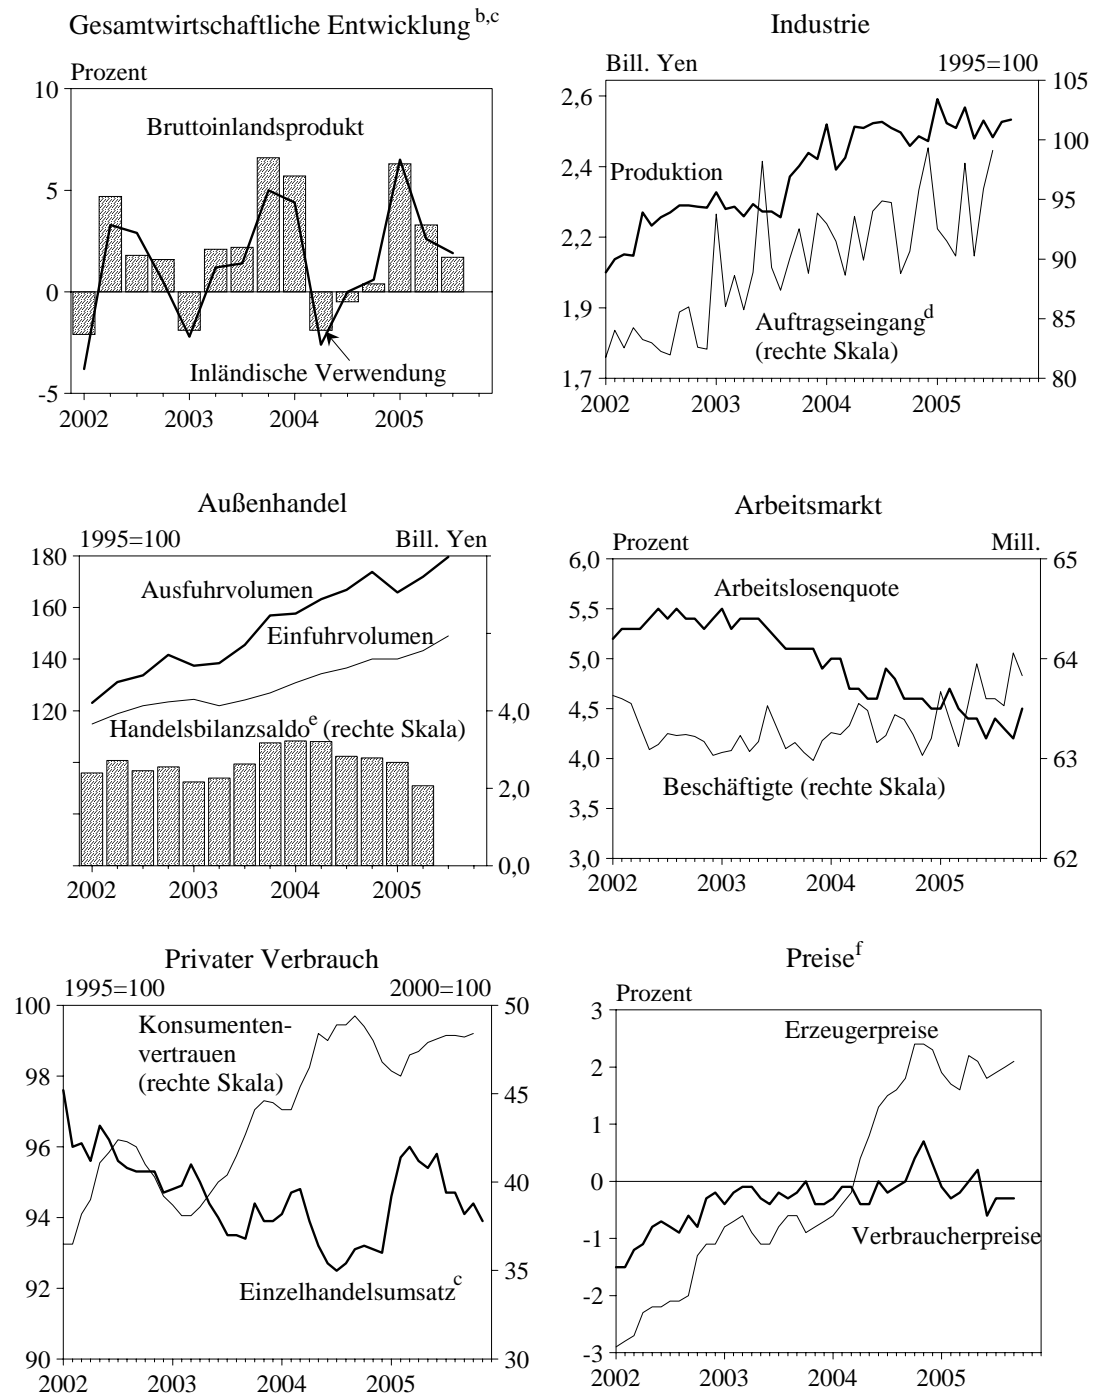 Gesamtwirtschaftliche Entwicklung b,c
Prozent
10
5
0
-5
Bruttoinlandsprodukt
Inländische Verwendung
2002 2003 2004 2005
Industrie
Bill. Yen 1995=100
2,6
2,4
2,2
1,9
1,7
105
100
95
90
85
80
Produktion
Auftragseingang d
(rechte Skala)
2002 2003 2004 2005
Außenhandel
1995=100 Bill. Yen
180
160
140
120
4,0
2,0
0,0
Ausfuhrvolumen
Einfuhrvolumen
Handelsbilanzsaldo e (rechte Skala)
2002 2003 2004 2005
Arbeitsmarkt
Prozent Mill.
6,0
5,5
5,0
4,5
4,0
3,5
3,0
65
64
63
62
Arbeitslosenquote
Beschäftigte (rechte Skala)
2002 2003 2004 2005
Privater Verbrauch
1995=100 2000=100
100
98
96
94
92
90
50
45
40
35
30
Konsumenten-
vertrauen
(rechte Skala)
Einzelhandelsumsatz c
2002 2003 2004 2005
Preise f
Prozent
3
2
1
0
-1
-2
-3
Erzeugerpreise
Verbraucherpreise
2002 2003 2004 2005